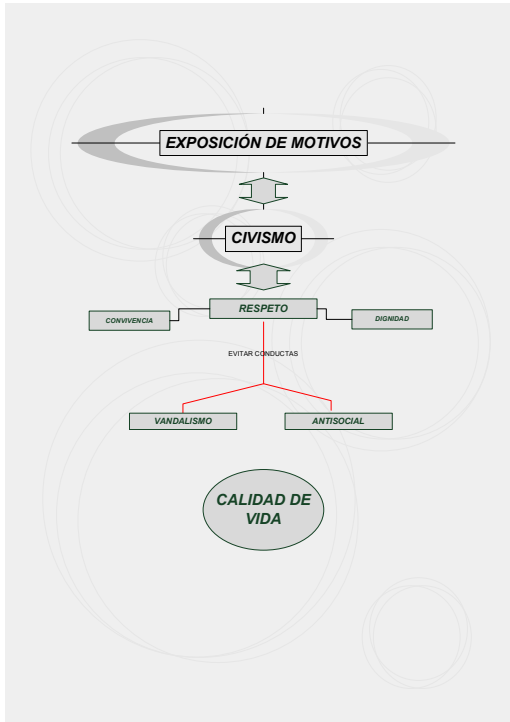 EXPOSICIÓN DE MOTIVOS
CIVISMO
RESPETO
CONVIVENCIA
DIGNIDAD
EVITAR CONDUCTAS
VANDALISMO
ANTISOCIAL
CALIDAD DE
VIDA